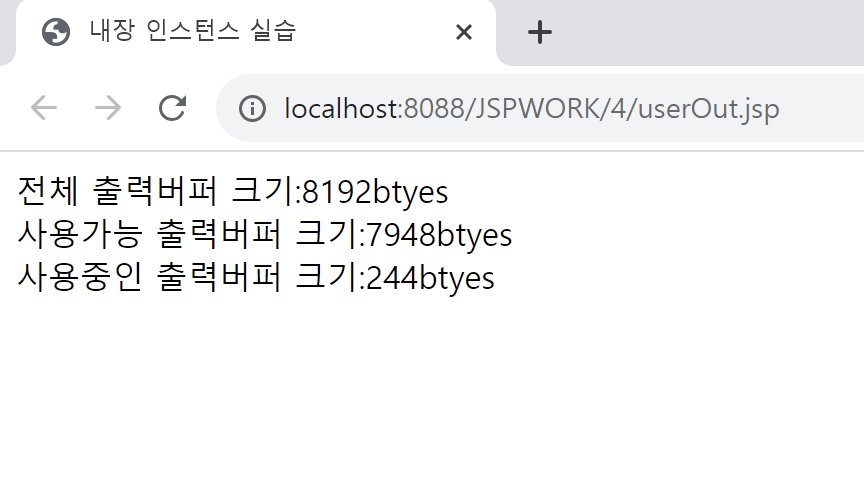 내장 인스턴스 실습
localhost:8088/JSPWORK/4/userOut.jsp
전체 출력버퍼 크기:8192btyes
사용가능 출력버퍼 크기:7948btyes
사용중인 출력버퍼 크기:244btyes